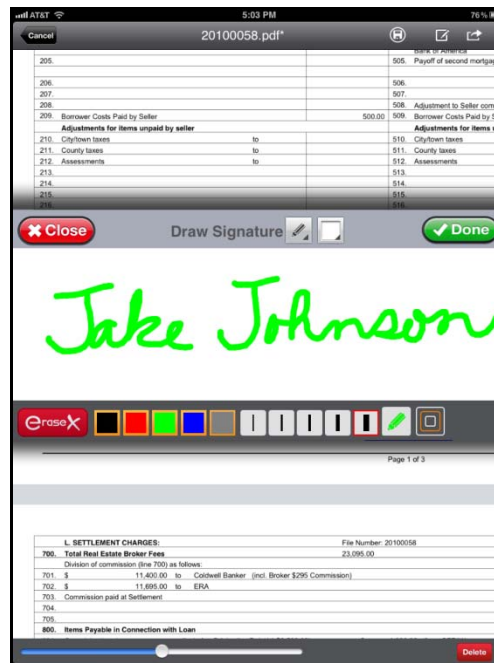 AT&T 5:03 PM 76%
Cancel 20100058.pdf*
Bank of America
205. 505. Payoff of second mortga
206. 506.
207. 507.
208. 508. Adjustment to Seller com
209. Borrower Costs Paid by Seller 500.00 509. Borrower Costs Paid by S
Adjustments for items unpaid by seller Adjustments for items
210. City/town taxes to 510. City/town taxes
211. County taxes to 511. County taxes
212. Assessments to 512. Assessments
213. 513.
214. 514.
215. 515.
216. 516.
Close Draw Signature Done
Jake Johnson
erase X
Page 1 of 3
L. SETTLEMENT CHARGES: File Number: 20100058
700. Total Real Estate Broker Fees 23,095.00
Division of commission (line 700) as follows:
701. $ 11,400.00 to Coldwell Banker (incl. Broker $295 Commission)
702. $ 11,695.00 to ERA
703. Commission paid at Settlement
704.
705.
800. Items Payable in Connection with Loan
Delete